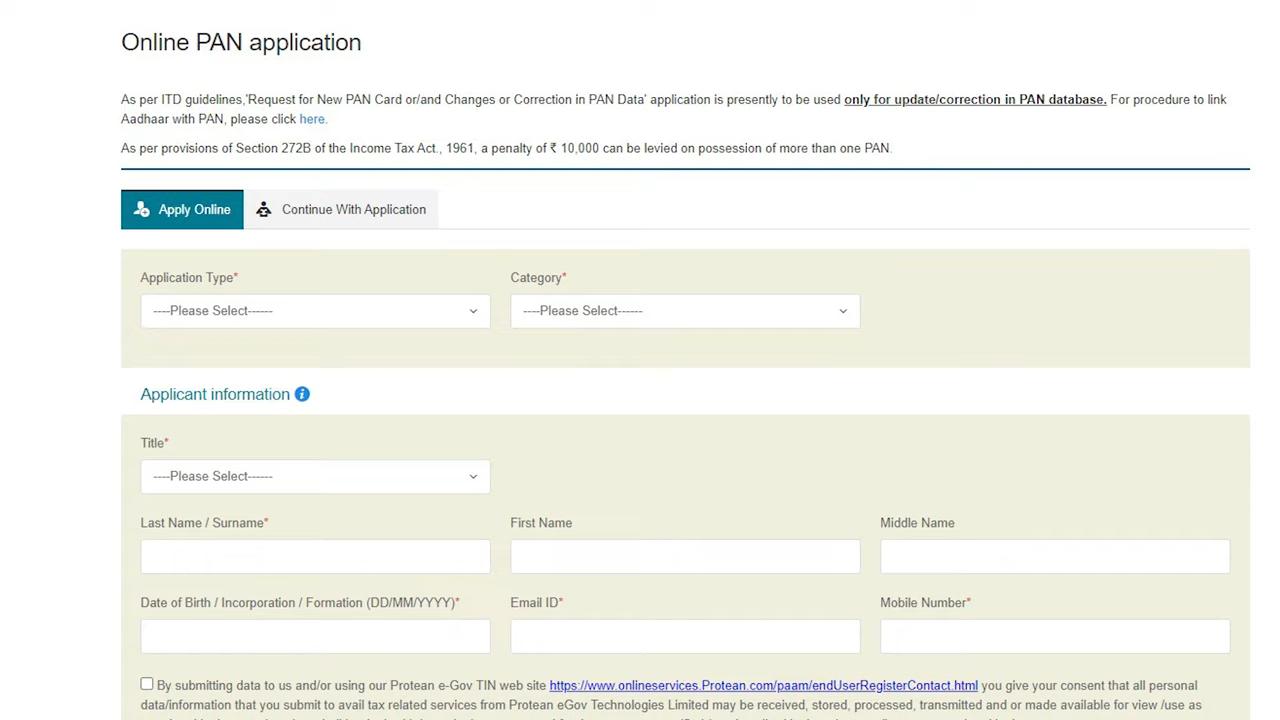 Online PAN application
As per ITD guidelines,'Request for New PAN Card or/and Changes or Correction in PAN Data' application is presently to be used only for update/correction in PAN database. For procedure to link
Aadhaar with PAN, please click here.
As per provisions of Section 272B of the Income Tax Act., 1961, a penalty of ₹ 10,000 can be levied on possession of more than one PAN.
Apply Online Continue With Application
Application Type* Category*
----Please Select------ ----Please Select------
Applicant information
Title*
----Please Select------
Last Name / Surname* First Name Middle Name
Date of Birth / Incorporation / Formation (DD/MM/YYYY)* Email ID* Mobile Number*
By submitting data to us and/or using our Protean e-Gov TIN web site https://www.onlineservices.Protean.com/paam/endUserRegisterContact.html you give your consent that all personal
data/information that you submit to avail tax related services from Protean eGov Technologies Limited may be received, stored, processed, transmitted and or made available for view /use as